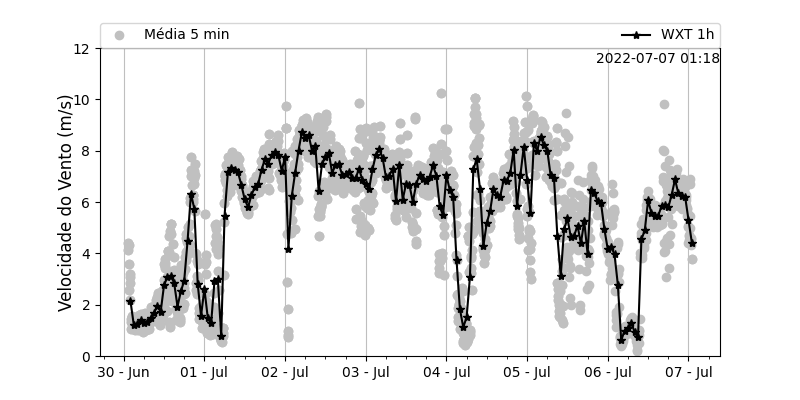 Média 5 min
WXT 1h
2022-07-07 01:18
Velocidade do Vento (m/s)
12
10
8
6
4
2
0
30 - Jun
01 - Jul
02 - Jul
03 - Jul
04 - Jul
05 - Jul
06 - Jul
07 - Jul